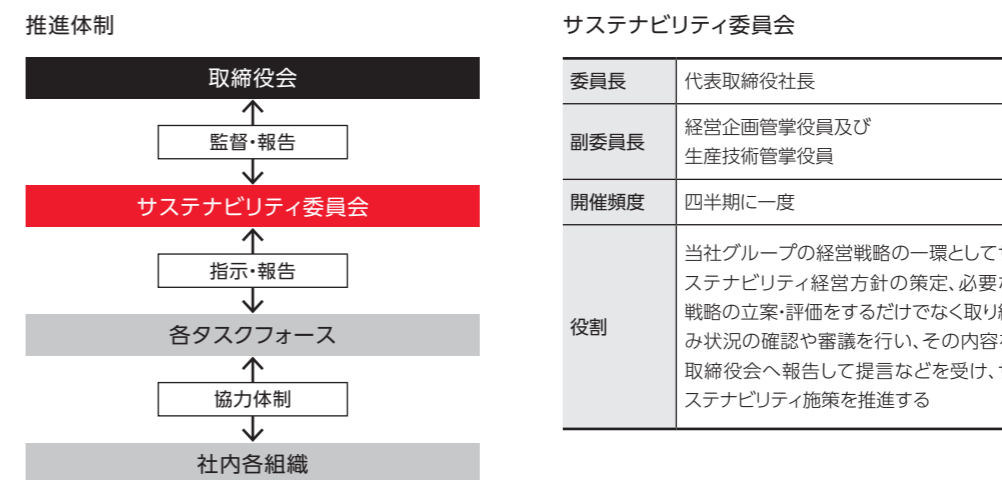 推進体制
取締役会
監督・報告
サステナビリティ委員会
指示・報告
各タスクフォース
協力体制
社内各組織
サステナビリティ委員会
委員長 代表取締役社長
副委員長 経営企画管掌役員及び
生産技術管掌役員
開催頻度 四半期に一度
役割
当社グループの経営戦略の一環として
ステナビリティ経営方針の策定、必要
戦略の立案・評価をするだけでなく取り
み状況の確認や審議を行い、その内容
取締役会へ報告して提言などを受け、
ステナビリティ施策を推進する